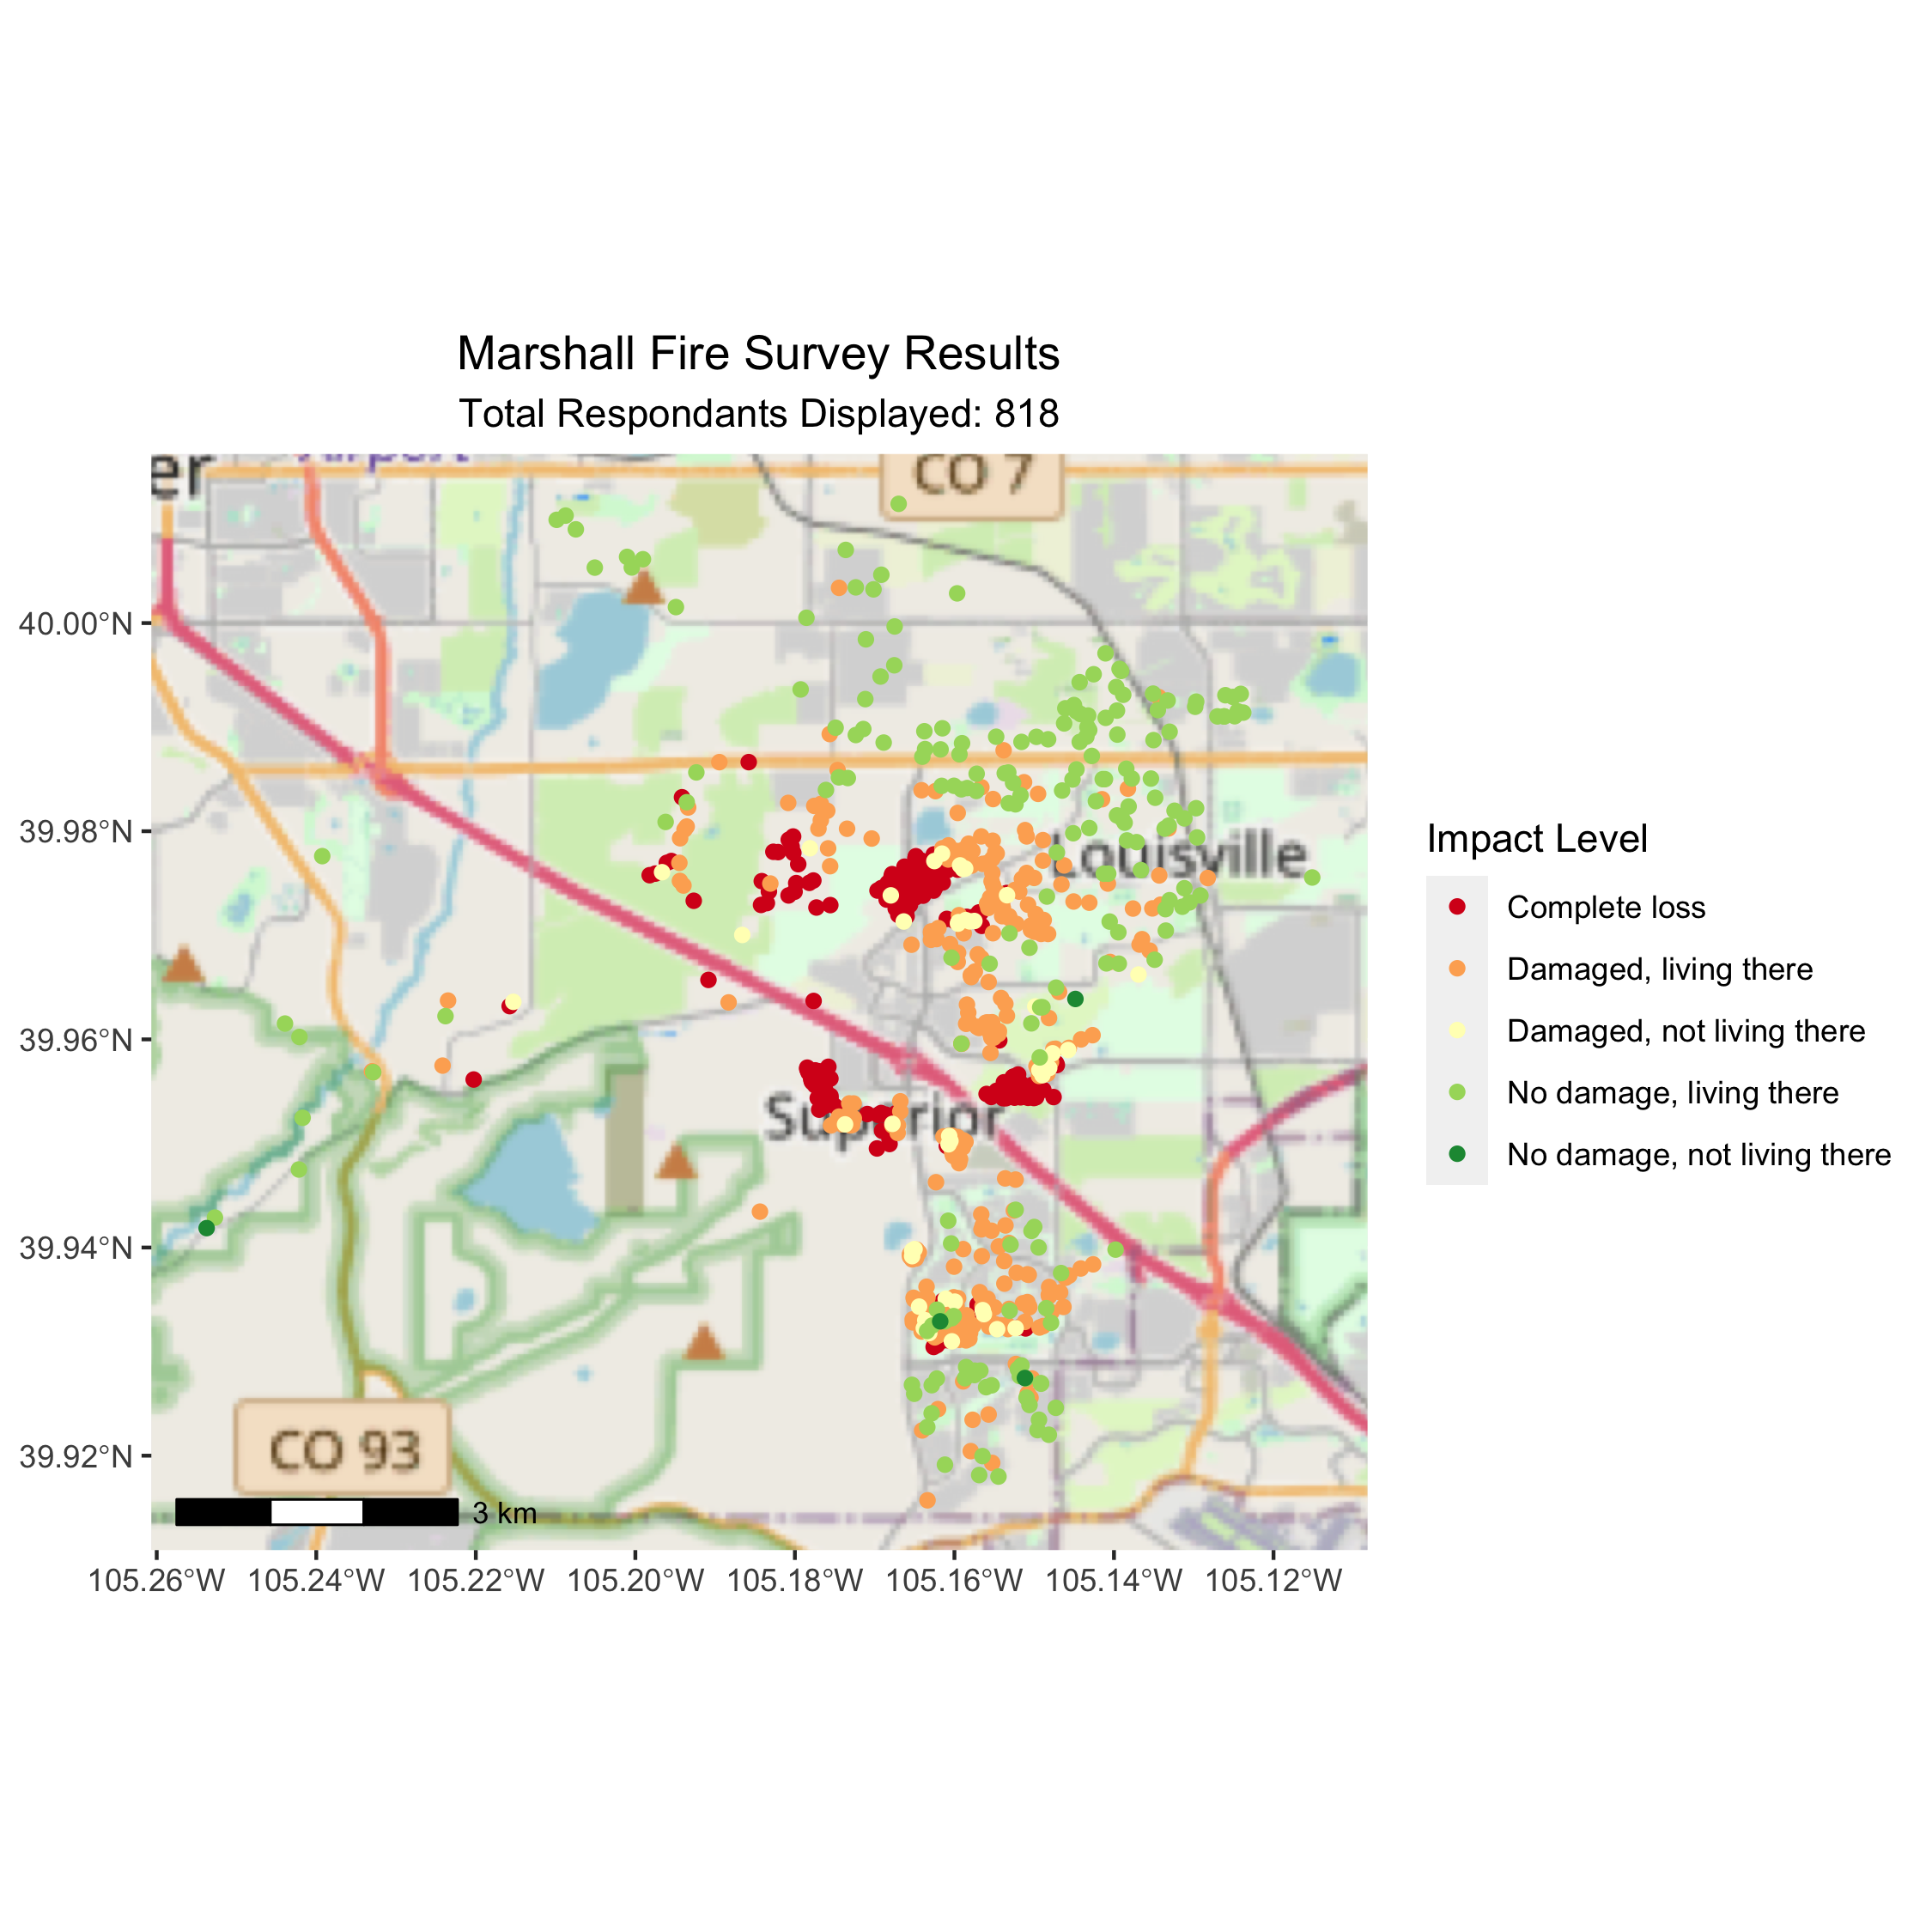 Marshall Fire Survey Results
Total Respondants Displayed: 818
er
Airport
CO 7
40.00°N
39.98°N
39.96°N
39.94°N
39.92°N
Louisville
Superior
CO 93
3 km
105.26°W 105.24°W 105.22°W 105.20°W 105.18°W 105.16°W 105.14°W 105.12°W
Impact Level
Complete loss
Damaged, living there
Damaged, not living there
No damage, living there
No damage, not living there